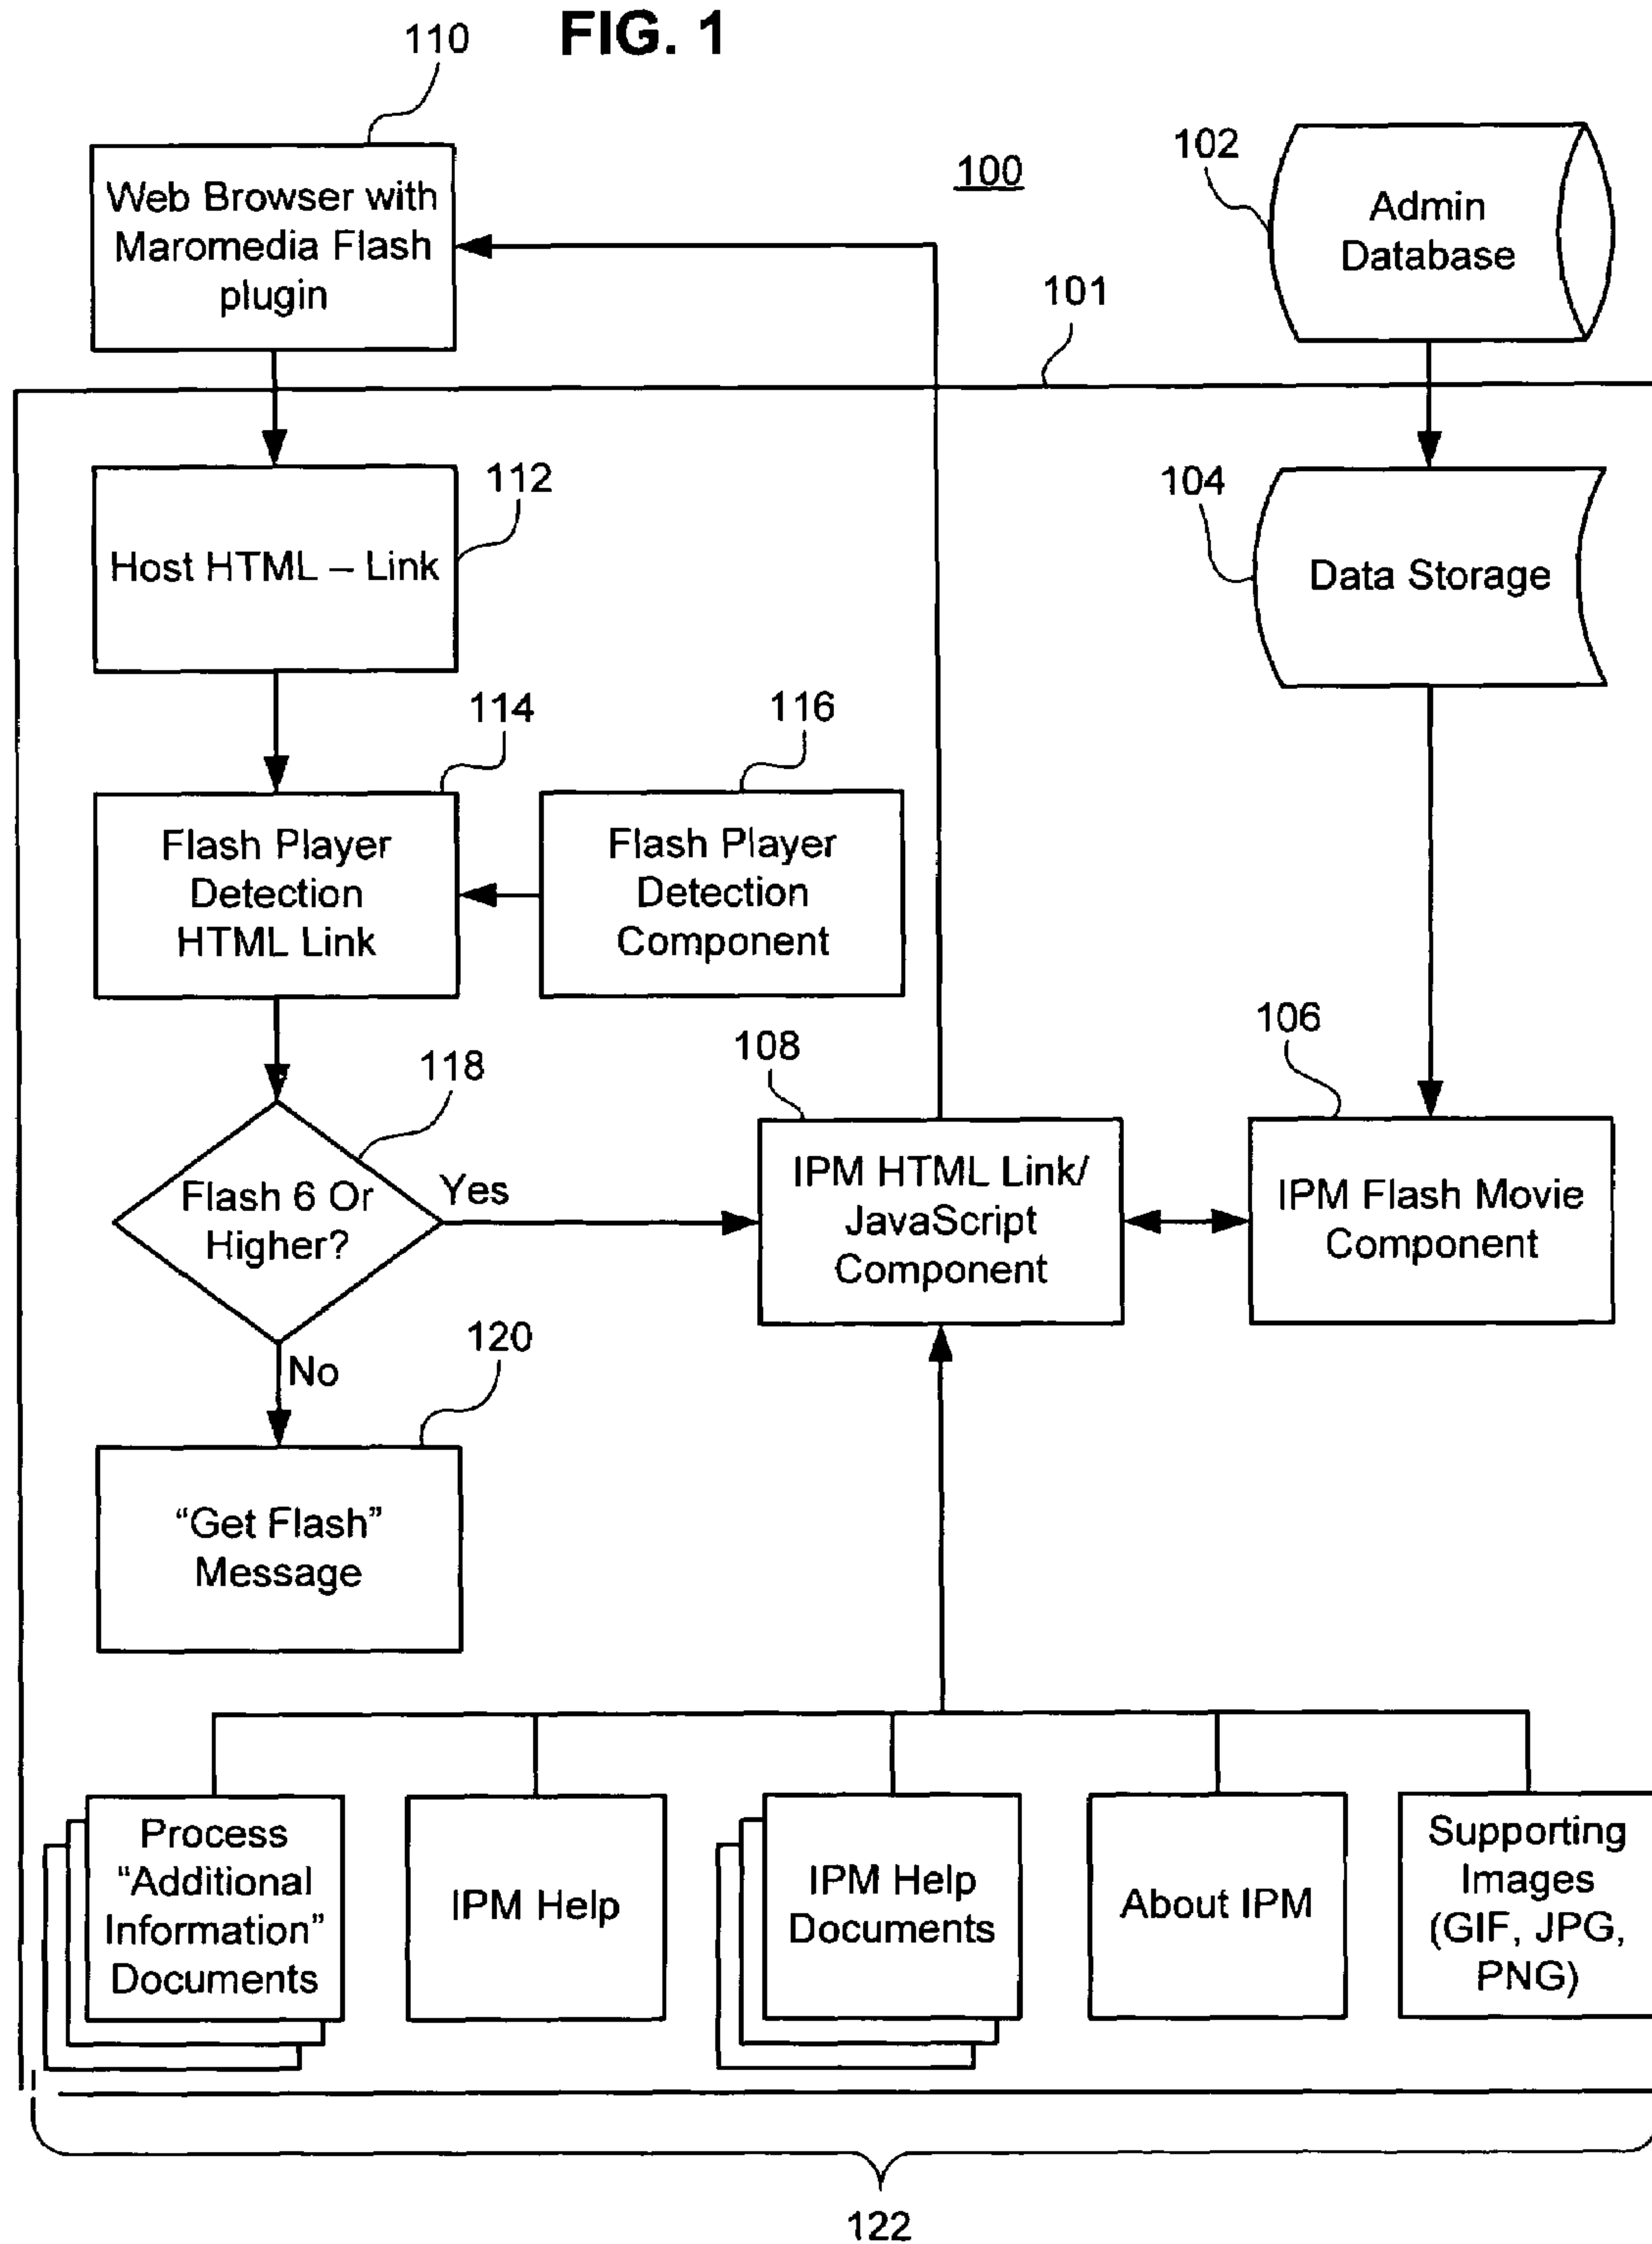 FIG. 1
110
100
102
Web Browser with
Maromedia Flash
plugin
Admin
Database
101
112
104
Host HTML – Link
Data Storage
114
116
Flash Player
Detection
HTML Link
Flash Player
Detection
Component
106
108
118
Flash 6 Or
Higher?
Yes
IPM HTML Link/
JavaScript
Component
IPM Flash Movie
Component
No
120
“Get Flash”
Message
Process
“Additional
Information”
Documents
IPM Help
IPM Help
Documents
About IPM
Supporting
Images
(GIF, JPG,
PNG)
122